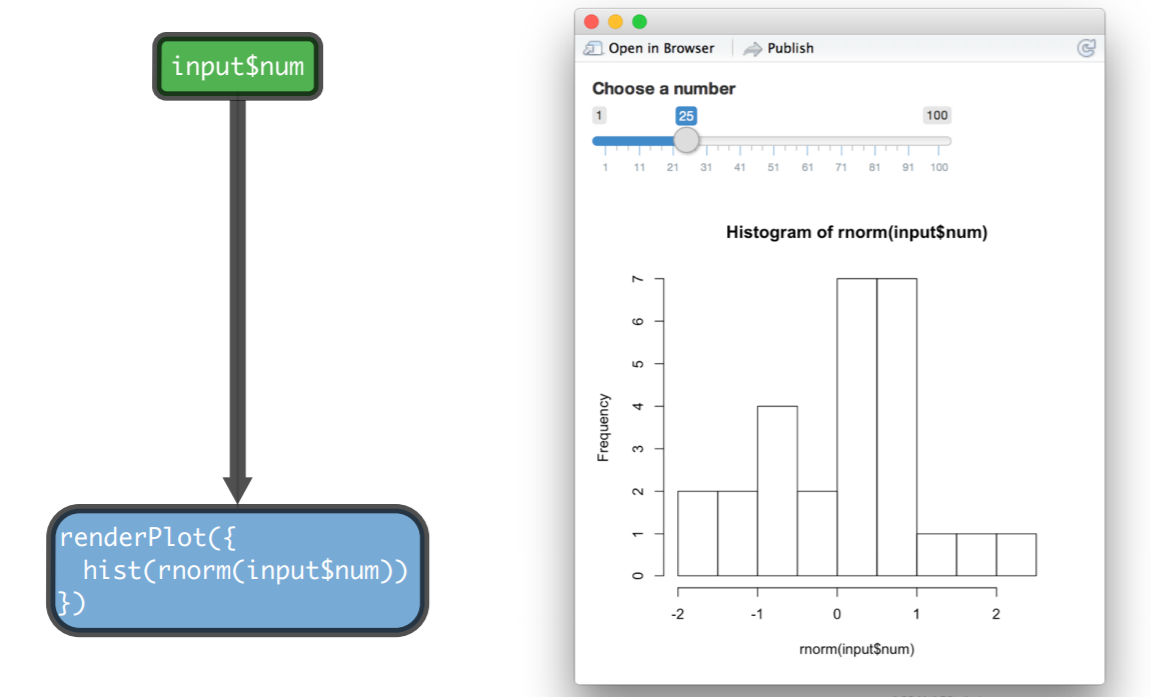 input$num
renderPlot({
  hist(rnorm(input$num))
})
Open in Browser
Publish
Choose a number
1
25
100
1 11 21 31 41 51 61 71 81 91 100
Histogram of rnorm(input$num)
Frequency
7
6
5
4
3
2
1
0
-2 -1 0 1 2
rnorm(input$num)